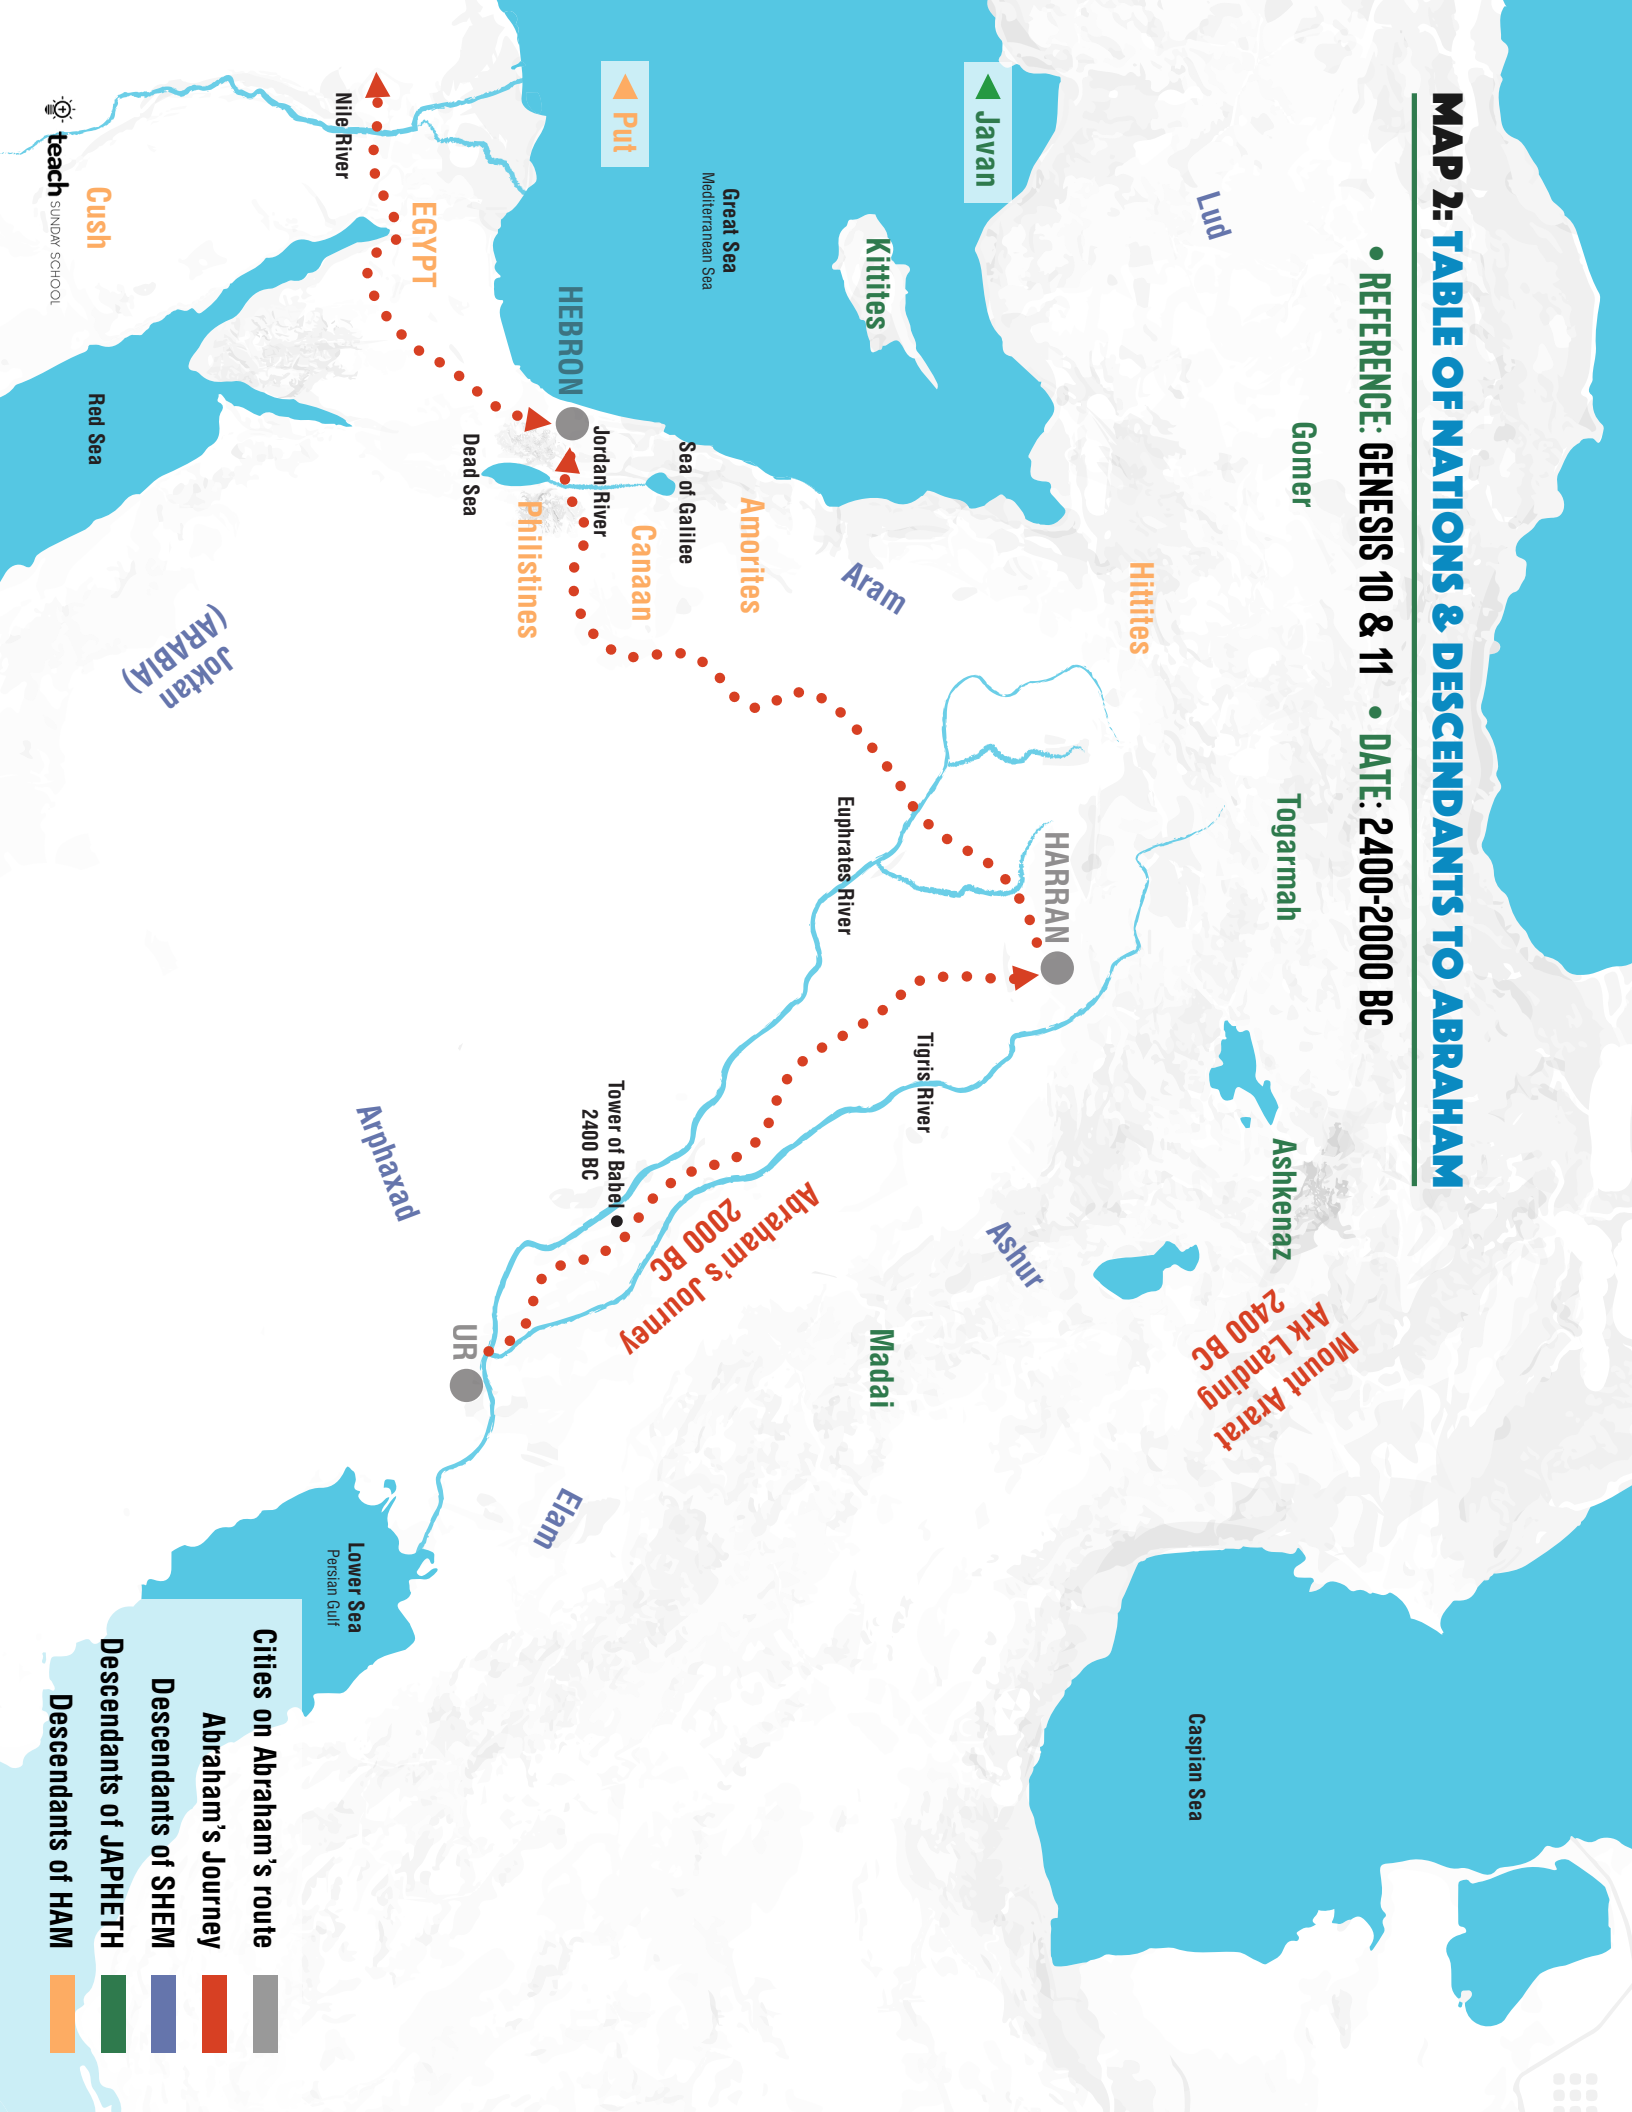 MAP 2: TABLE OF NATIONS & DESCENDANTS TO ABRAHAM
• REFERENCE: GENESIS 10 & 11 • DATE: 2400-2000 BC
Lud
Gomer
Togarmah
Ashkenaz
Mount Ararat
Ark Landing
2400 BC
Caspian Sea
Hittites
Javan
HARRAN
Ashur
Kittites
Aram
Euphrates River
Tigris River
Madai
Great Sea
Mediterranean Sea
Amorites
Abraham's Journey
2000 BC
Put
Sea of Galilee
Canaan
Jordan River
Tower of Babel
2400 BC
HEBRON
Philistines
Dead Sea
UR
Elam
EGYPT
Arphaxad
Nile River
Lower Sea
Persian Gulf
Joktan
(ARABIA)
Cush
Red Sea
teach SUNDAY SCHOOL
Cities on Abraham's route
Abraham's Journey
Descendants of SHEM
Descendants of JAPHETH
Descendants of HAM